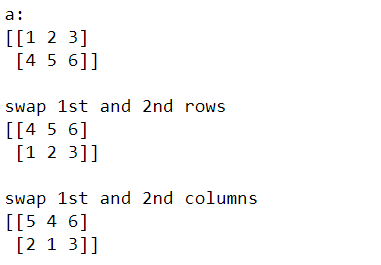 a:
[[1 2 3]
 [4 5 6]]
swap 1st and 2nd rows
[[4 5 6]
 [1 2 3]]
swap 1st and 2nd columns
[[5 4 6]
 [2 1 3]]